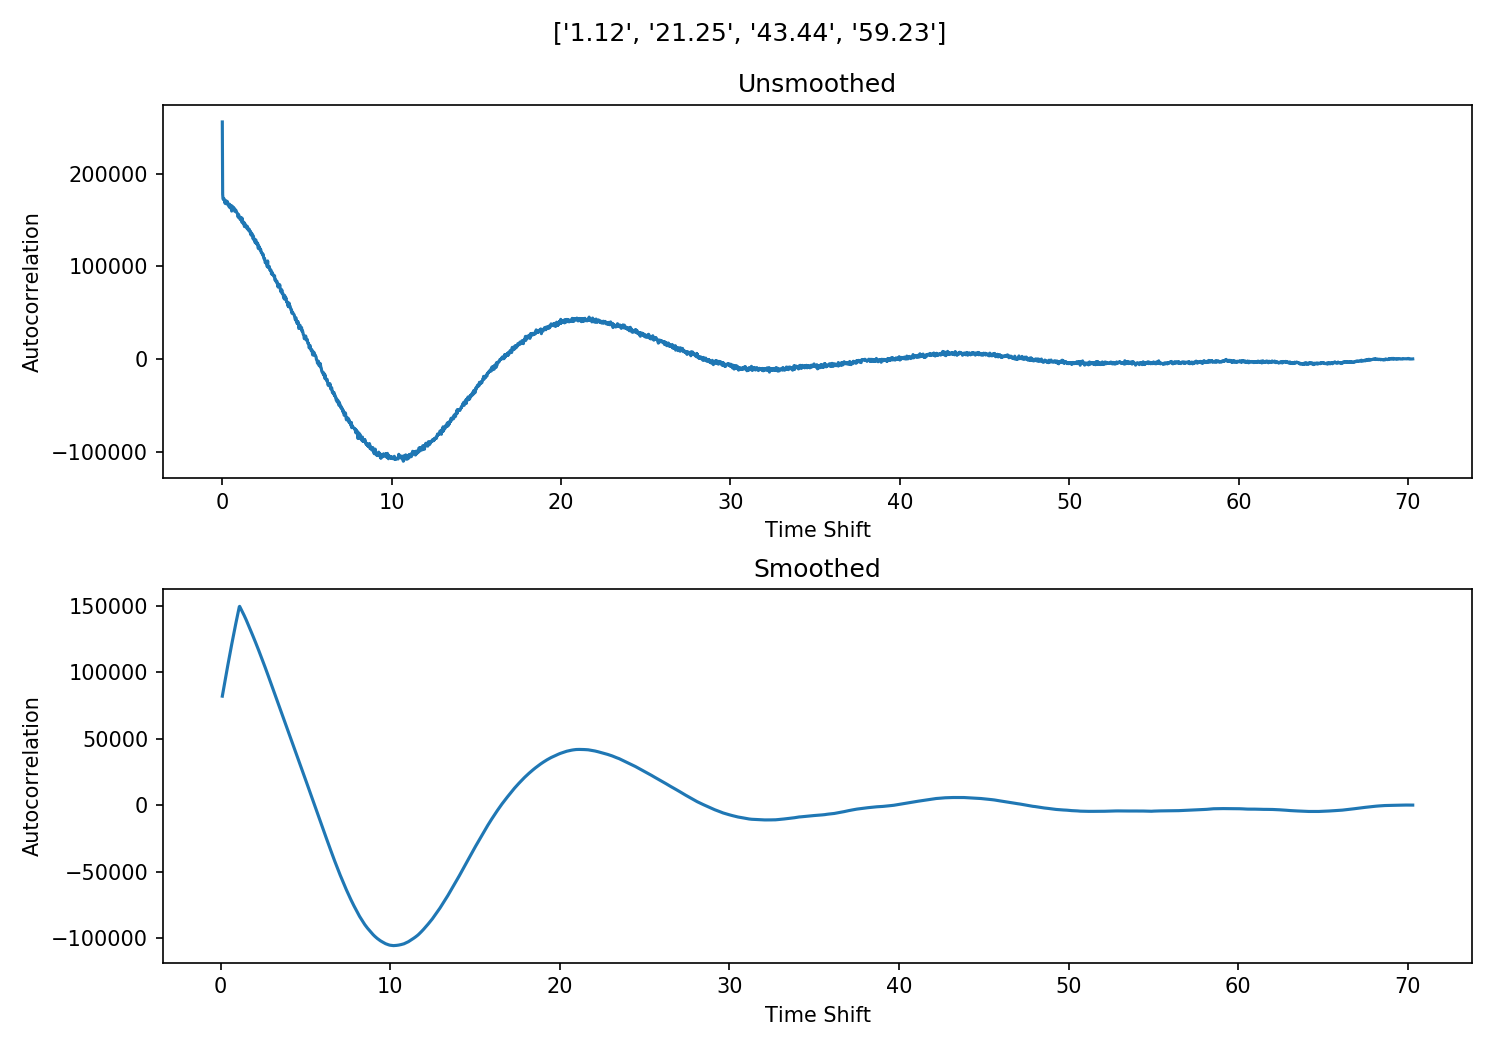 ['1.12', '21.25', '43.44', '59.23']
Unsmoothed
Autocorrelation
200000
100000
0
−100000
0 10 20 30 40 50 60 70
Time Shift
Smoothed
Autocorrelation
150000
100000
50000
0
−50000
−100000
0 10 20 30 40 50 60 70
Time Shift